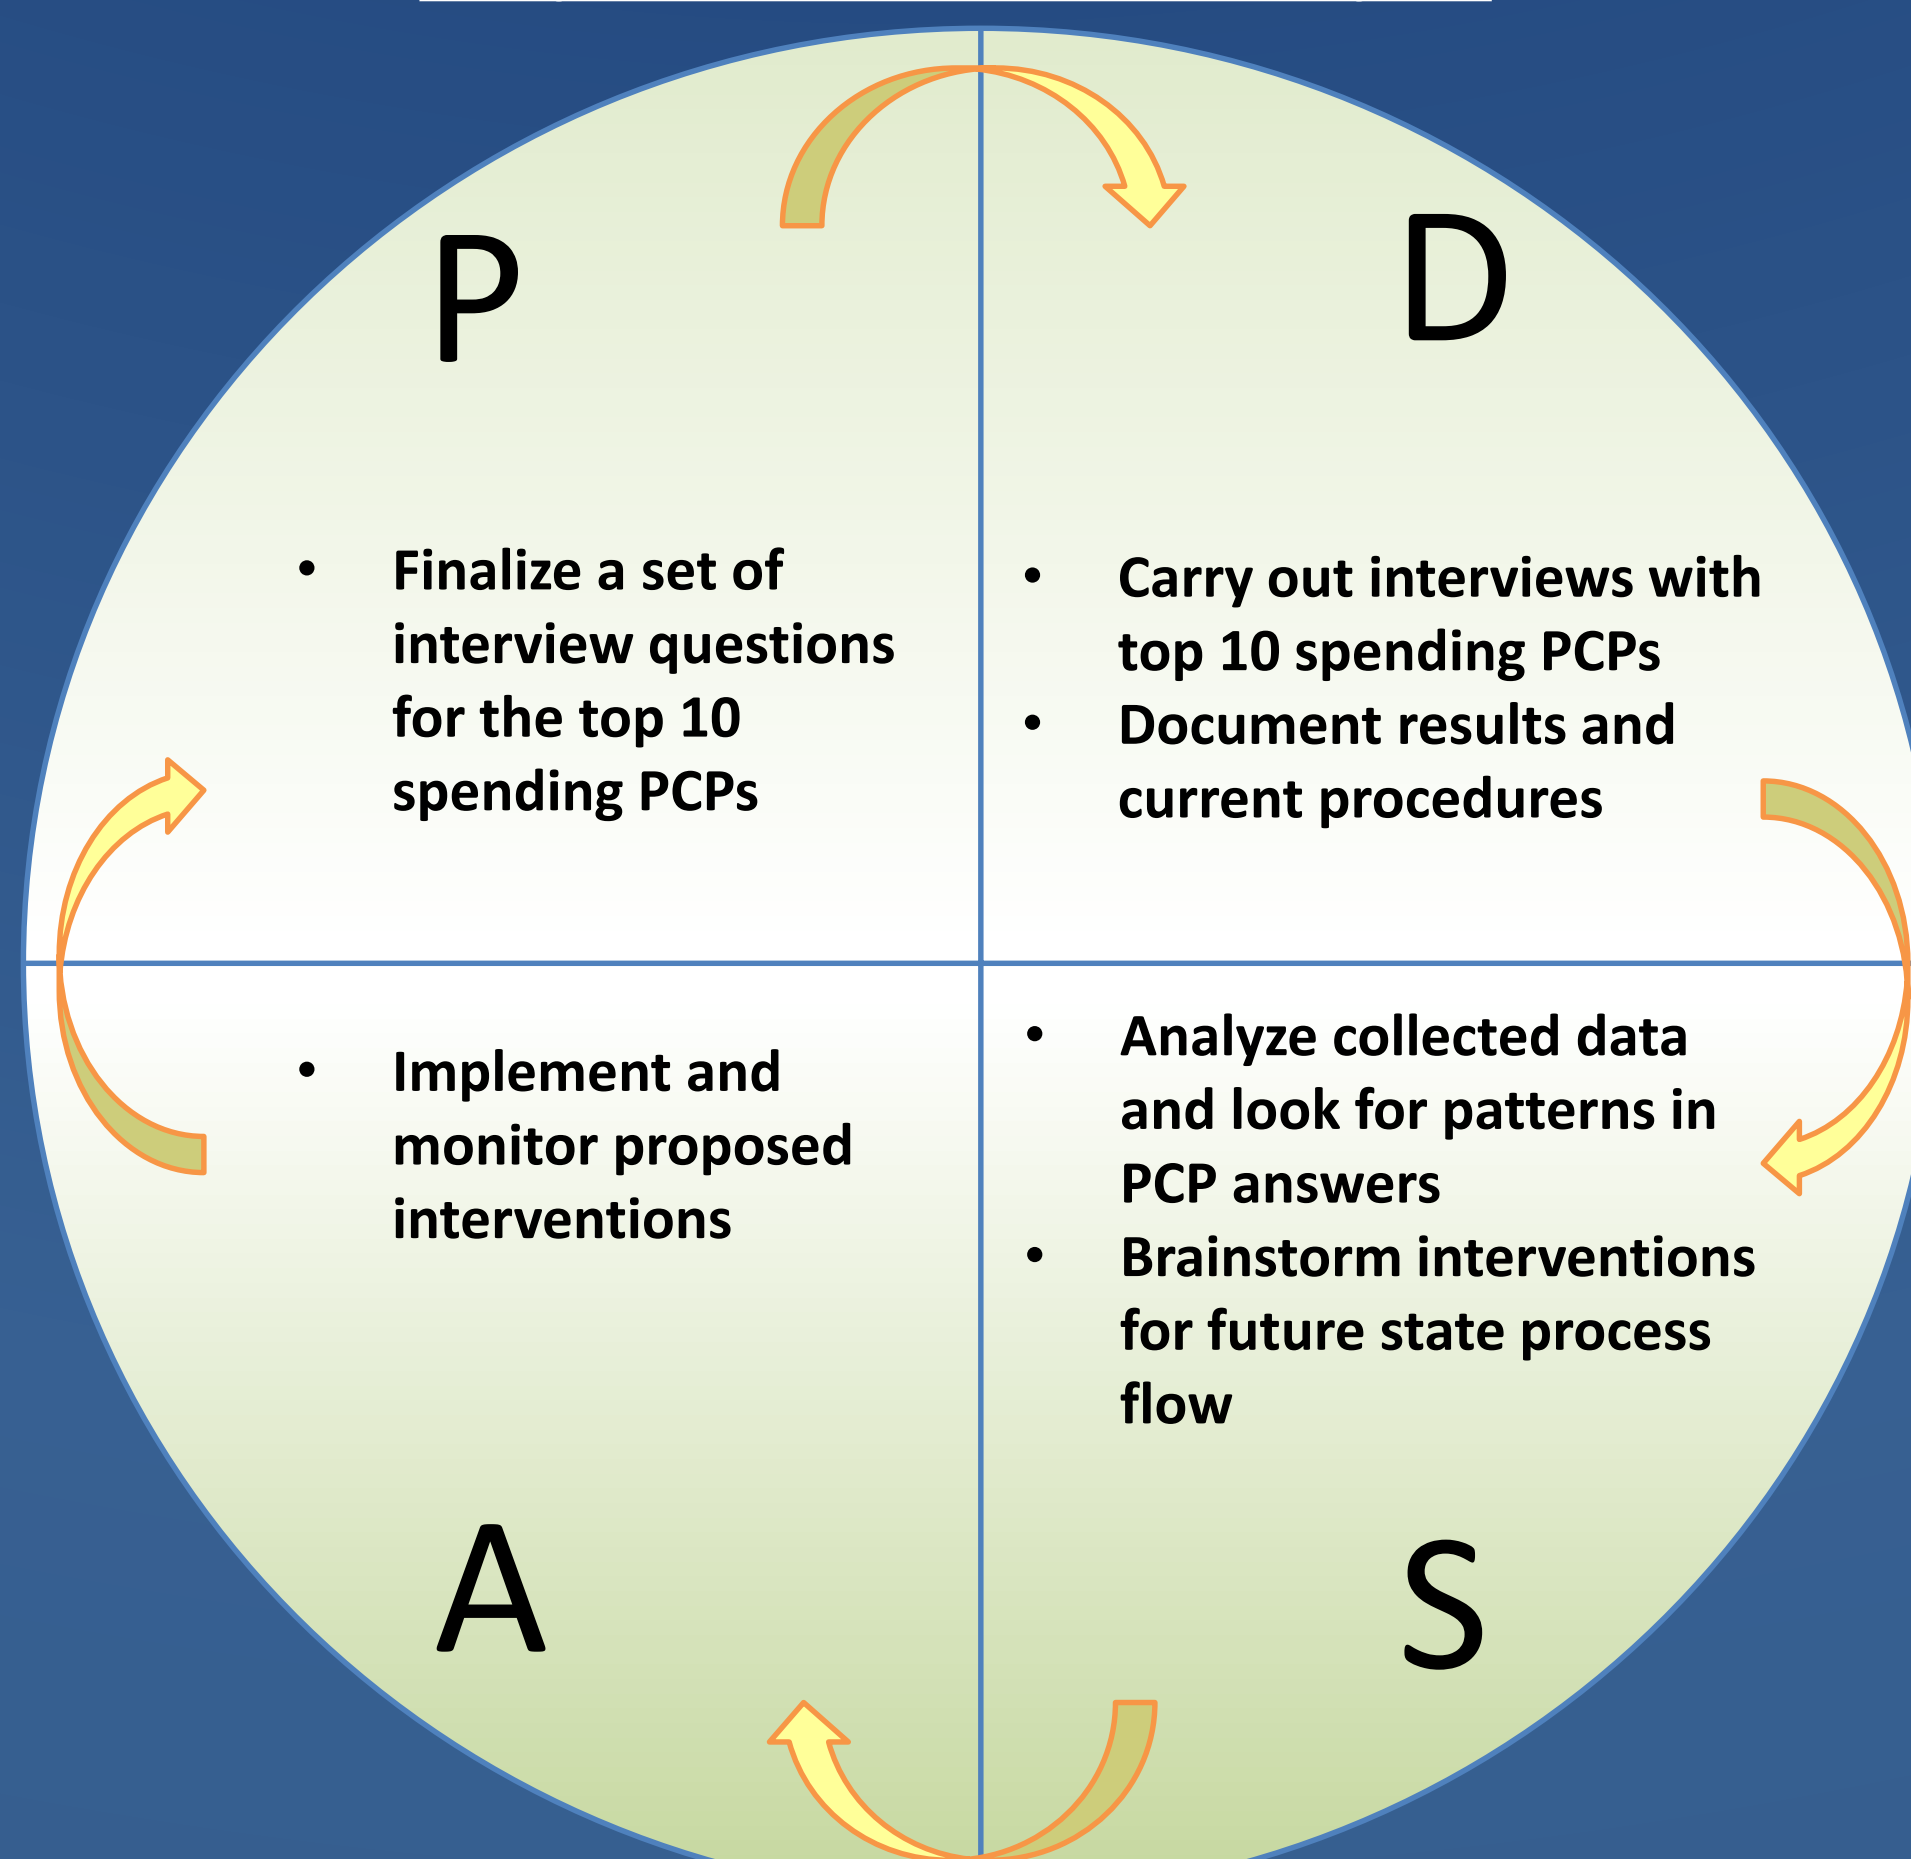 P
• Finalize a set of
interview questions
for the top 10
spending PCPs
D
• Carry out interviews with
top 10 spending PCPs
• Document results and
current procedures
• Implement and
monitor proposed
interventions
A
• Analyze collected data
and look for patterns in
PCP answers
• Brainstorm interventions
for future state process
flow
S